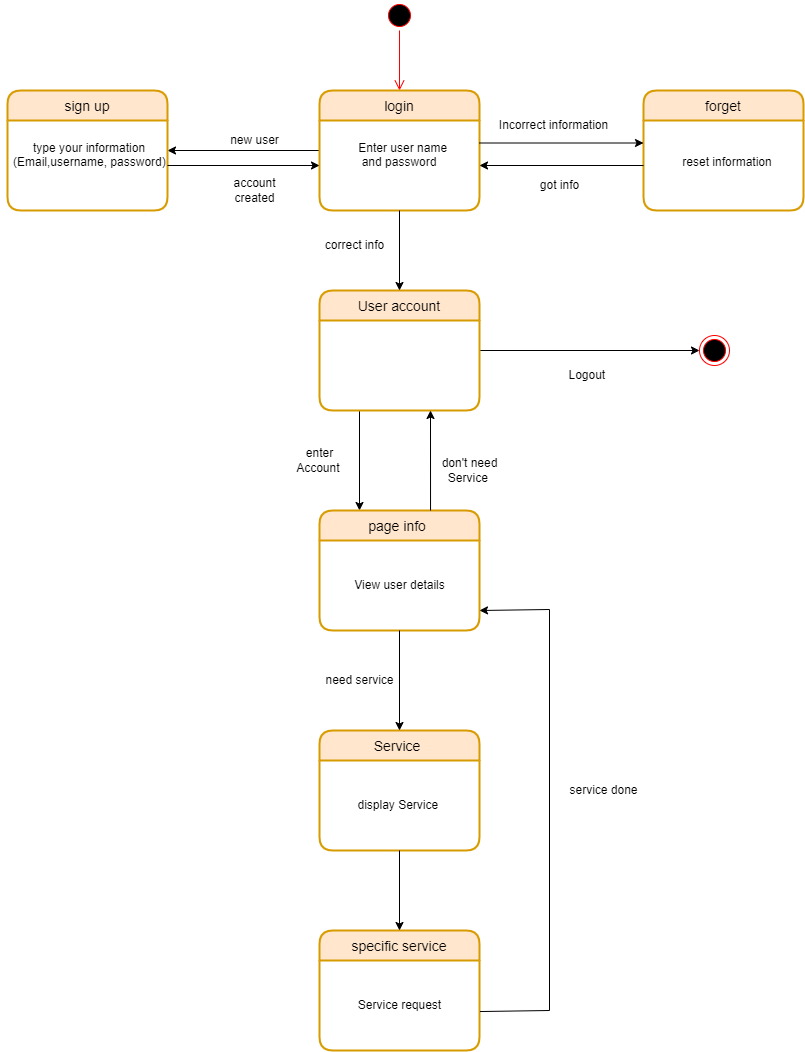 sign up
type your information
(Email,username, password)
new user
account
created
login
Enter user name
and password
Incorrect information
got info
forget
reset information
correct info
User account
Logout
enter
Account
don't need
Service
page info
View user details
need service
Service
display Service
service done
specific service
Service request